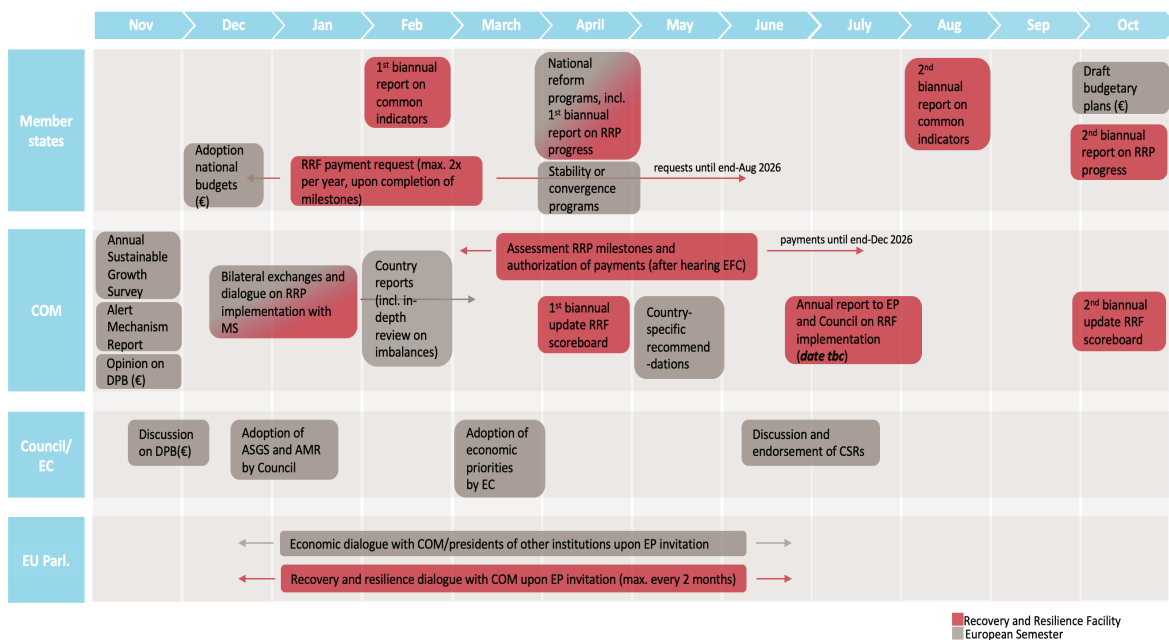 Nov
Dec
Jan
Feb
March
April
May
June
July
Aug
Sep
Oct
Member
states
1st biannual
report on
common
indicators
National
reform
programs, incl.
1st biannual
report on RRP
progress
2nd
biannual
report on
common
indicators
Draft
budgetary
plans (€)
2nd biannual
report on RRP
progress
Adoption
national
budgets
(€)
RRF payment request (max. 2x
per year, upon completion of
milestones)
Stability or
convergence
programs
requests until end-Aug 2026
COM
Annual
Sustainable
Growth
Survey
Alert
Mechanism
Report
Opinion on
DPB (€)
Bilateral exchanges and
dialogue on RRP
implementation with
MS
Country
reports
(incl. in-
depth
review on
imbalances)
Assessment RRP milestones and
authorization of payments (after hearing EFC)
payments until end-Dec 2026
1st biannual
update RRF
scoreboard
Country-
specific
recommend
-dations
Annual report to EP
and Council on RRF
implementation
(date tbc)
2nd biannual
update RRF
scoreboard
Council/
EC
Discussion
on DPB(€)
Adoption of
ASGS and AMR
by Council
Adoption of
economic
priorities
by EC
Discussion and
endorsement of CSRs
EU Parl.
Economic dialogue with COM/presidents of other institutions upon EP invitation
Recovery and resilience dialogue with COM upon EP invitation (max. every 2 months)
Recovery and Resilience Facility
European Semester